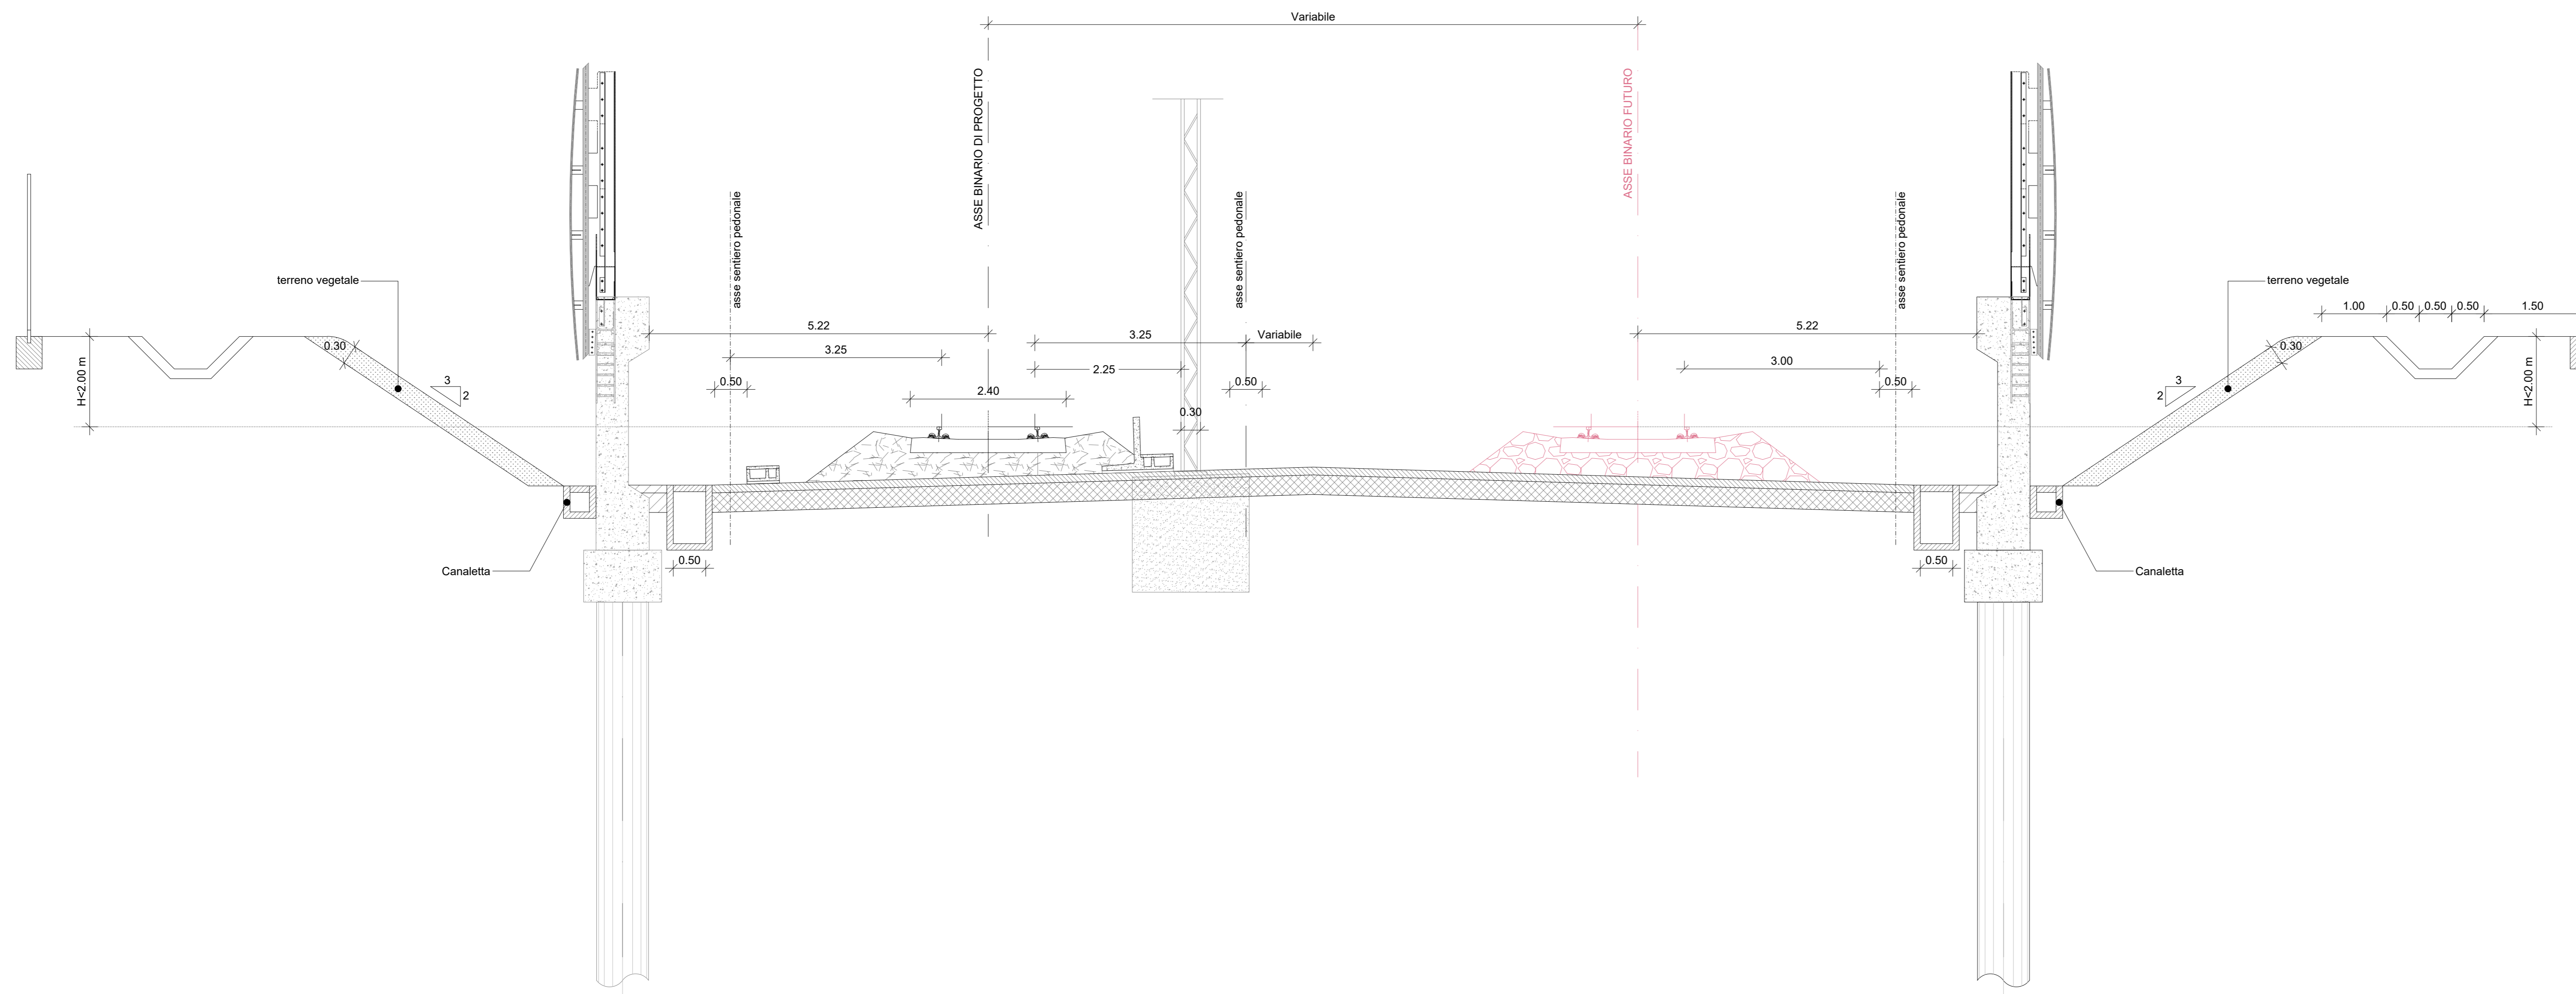 Variabile
ASSE BINARIO DI PROGETTO
ASSE BINARIO FUTURO
asse sentiero pedonale
asse sentiero pedonale
asse sentiero pedonale
terreno vegetale
terreno vegetale
1.00
0.50
0.50
0.50
1.50
5.22
3.25
Variabile
5.22
0.30
3.25
2.25
3.00
0.30
H<2.00 m
3
2
0.50
2.40
0.50
0.50
3
2
H<2.00 m
0.30
0.50
0.50
Canaletta
Canaletta